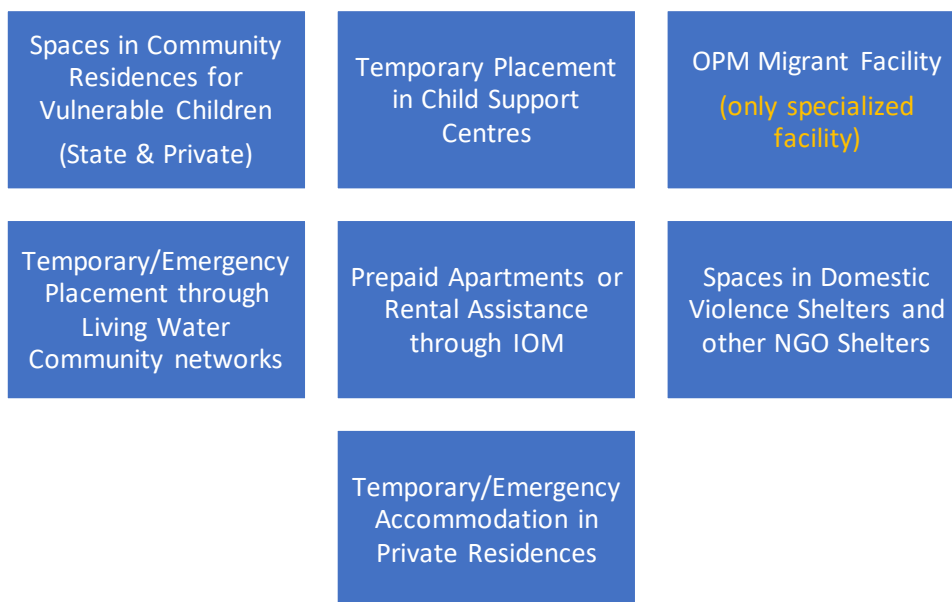 Spaces in Community
Residences for
Vulnerable Children
(State & Private)
Temporary Placement
in Child Support
Centres
OPM Migrant Facility
(only specialized
facility)
Temporary/Emergency
Placement through
Living Water
Community networks
Prepaid Apartments or
Rental Assistance
through IOM
Spaces in Domestic
Violence Shelters and
other NGO Shelters
Temporary/Emergency
Accommodation in
Private Residences